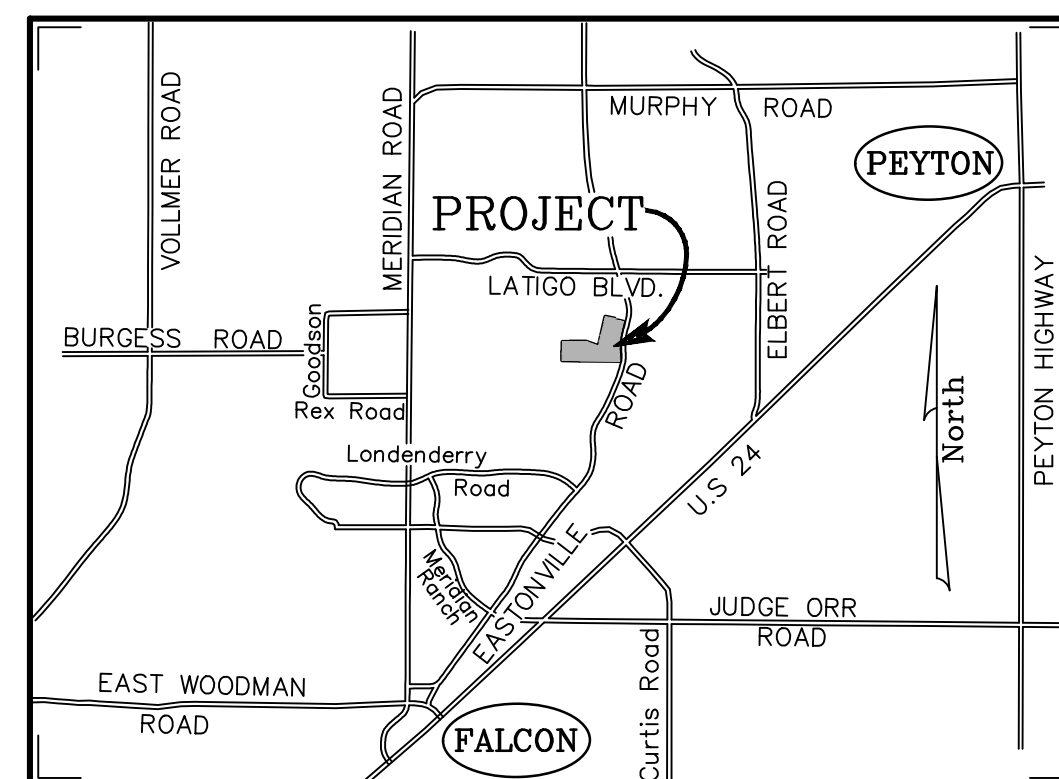 VOLLMER ROAD
MERIDIAN ROAD
MURPHY ROAD
PEYTON
PROJECT
ELBERT ROAD
LATIGO BLVD.
PEYTON HIGHWAY
BURGESS ROAD
Goodson
Rex Road
ROAD
North
Londenderry
Road
U.S 24
EASTONVILLE
Meridian
Ranch
JUDGE ORR
ROAD
Curtis Road
EAST WOODMAN
ROAD
FALCON